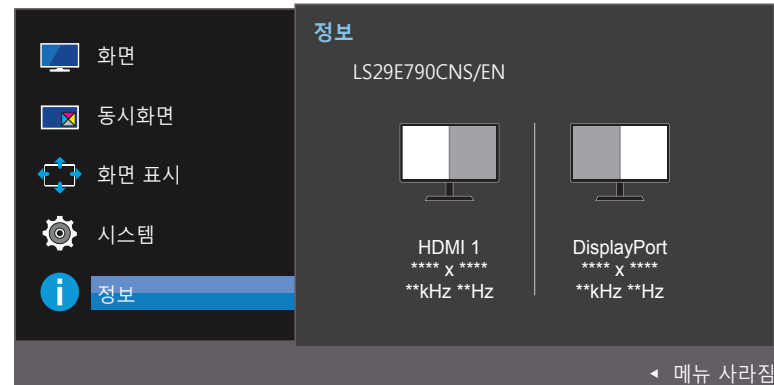 화면
동시화면
화면 표시
시스템
정보
정보
LS29E790CNS/EN
HDMI 1
**** x ****
**kHz **Hz
DisplayPort
**** x ****
**kHz **Hz
메뉴 사라짐